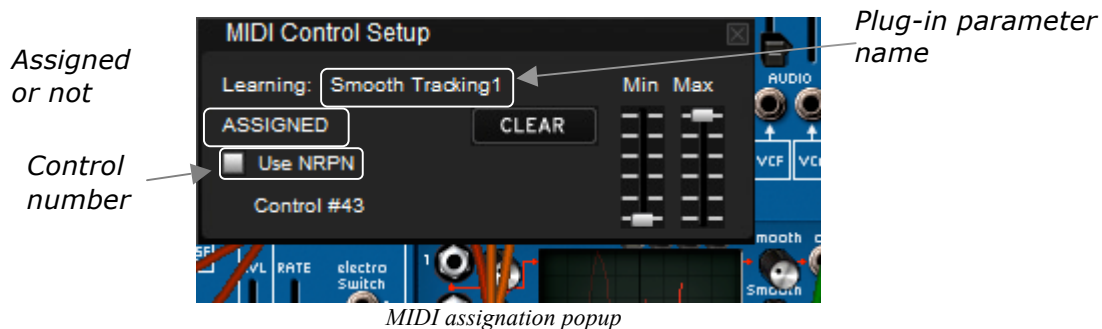 MIDI Control Setup
Plug-in parameter
name
Assigned
or not
Learning: Smooth Tracking1
Min Max
AUDIO
ASSIGNED
CLEAR
Control
number
Use NRPN
VCF
Control #43
mooth
RATE
electro
Switch
1
Smooth
MIDI assignation popup